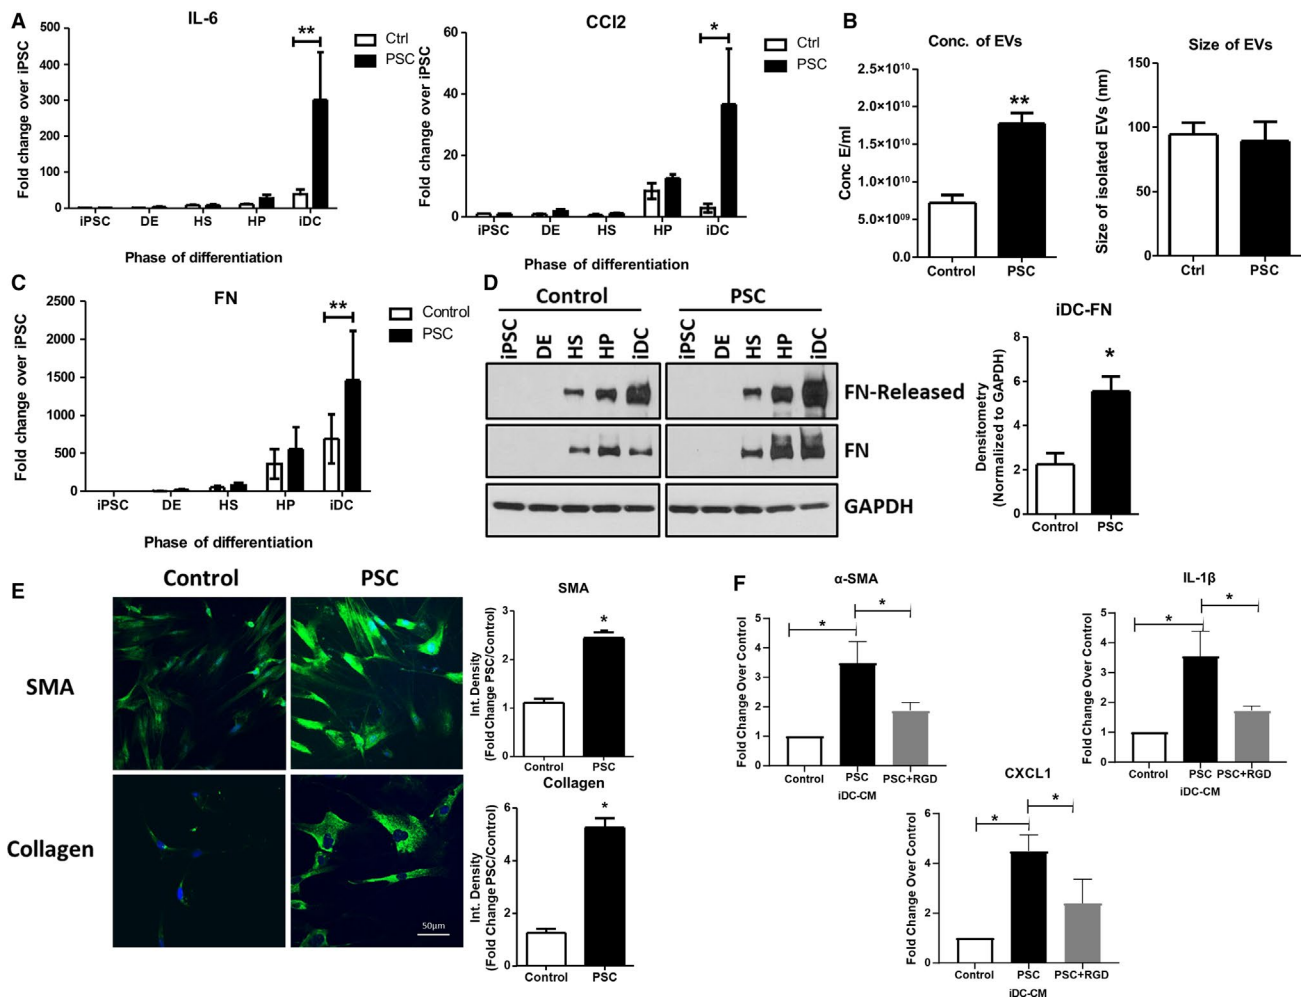 A
IL-6
Fold change over iPSC
500
400
300
200
100
0
**
Ctrl
PSC
iPSC DE HS HP iDC
Phase of differentiation
CCl2
Fold change over iPSC
60
40
20
0
*
Ctrl
PSC
iPSC DE HS HP iDC
Phase of differentiation
B
Conc. of EVs
Conc E/ml
2.5×10¹⁰
2.0×10¹⁰
1.5×10¹⁰
1.0×10¹⁰
5.0×10⁰⁹
0.0
**
Control PSC
Size of EVs
Size of isolated EVs (nm)
150
100
50
0
Ctrl PSC
C
FN
Fold change over iPSC
2500
2000
1500
1000
500
0
**
Control
PSC
iPSC DE HS HP iDC
Phase of differentiation
D
Control PSC
iPSC DE HS HP iDC iPSC DE HS HP iDC
FN-Released
FN
GAPDH
iDC-FN
Densitometry
(Normalized to GAPDH)
8
6
4
2
0
*
Control PSC
E
Control PSC
SMA
Collagen
50µm
SMA
Int. Density
(Fold Change PSC/Control)
3
2
1
0
*
Control PSC
Collagen
Int. Density
(Fold Change PSC/Control)
6
4
2
0
*
Control PSC
F
α-SMA
Fold Change Over Control
5
4
3
2
1
0
*
*
Control PSC PSC+RGD
iDC-CM
IL-1β
Fold Change Over Control
5
4
3
2
1
0
*
*
Control PSC PSC+RGD
iDC-CM
CXCL1
Fold Change Over Control
6
4
2
0
*
*
Control PSC PSC+RGD
iDC-CM